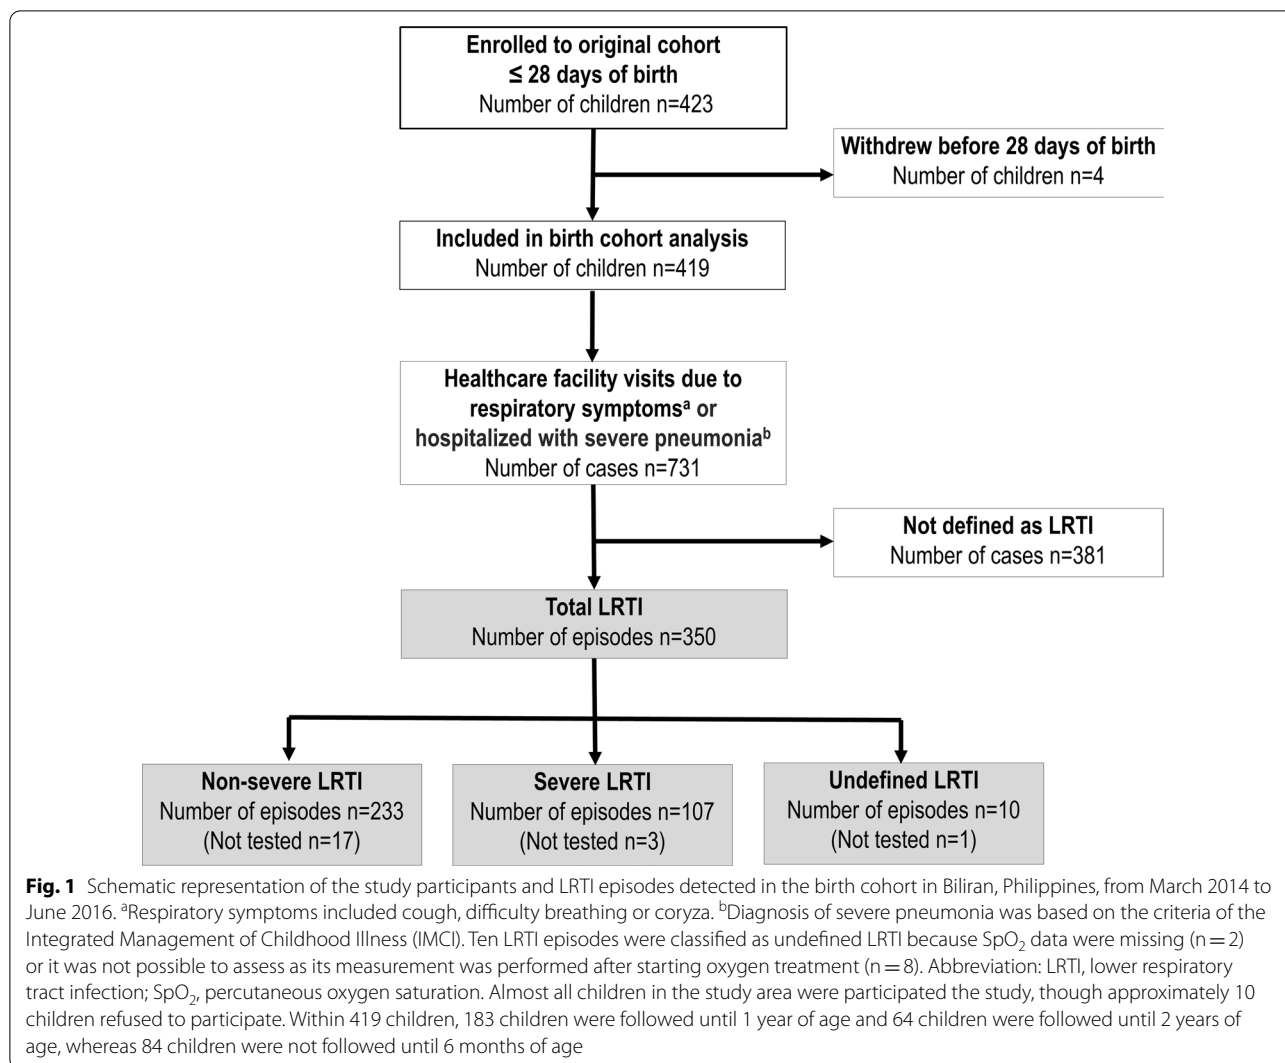 Enrolled to original cohort
≤ 28 days of birth
Number of children n=423
Withdrew before 28 days of birth
Number of children n=4
Included in birth cohort analysis
Number of children n=419
Healthcare facility visits due to
respiratory symptomsᵃ or
hospitalized with severe pneumoniaᵇ
Number of cases n=731
Not defined as LRTI
Number of cases n=381
Total LRTI
Number of episodes n=350
Non-severe LRTI
Number of episodes n=233
(Not tested n=17)
Severe LRTI
Number of episodes n=107
(Not tested n=3)
Undefined LRTI
Number of episodes n=10
(Not tested n=1)
Fig. 1 Schematic representation of the study participants and LRTI episodes detected in the birth cohort in Biliran, Philippines, from March 2014 to
June 2016. ᵃRespiratory symptoms included cough, difficulty breathing or coryza. ᵇDiagnosis of severe pneumonia was based on the criteria of the
Integrated Management of Childhood Illness (IMCI). Ten LRTI episodes were classified as undefined LRTI because SpO₂ data were missing (n = 2)
or it was not possible to assess as its measurement was performed after starting oxygen treatment (n = 8). Abbreviation: LRTI, lower respiratory
tract infection; SpO₂, percutaneous oxygen saturation. Almost all children in the study area were participated the study, though approximately 10
children refused to participate. Within 419 children, 183 children were followed until 1 year of age and 64 children were followed until 2 years of
age, whereas 84 children were not followed until 6 months of age